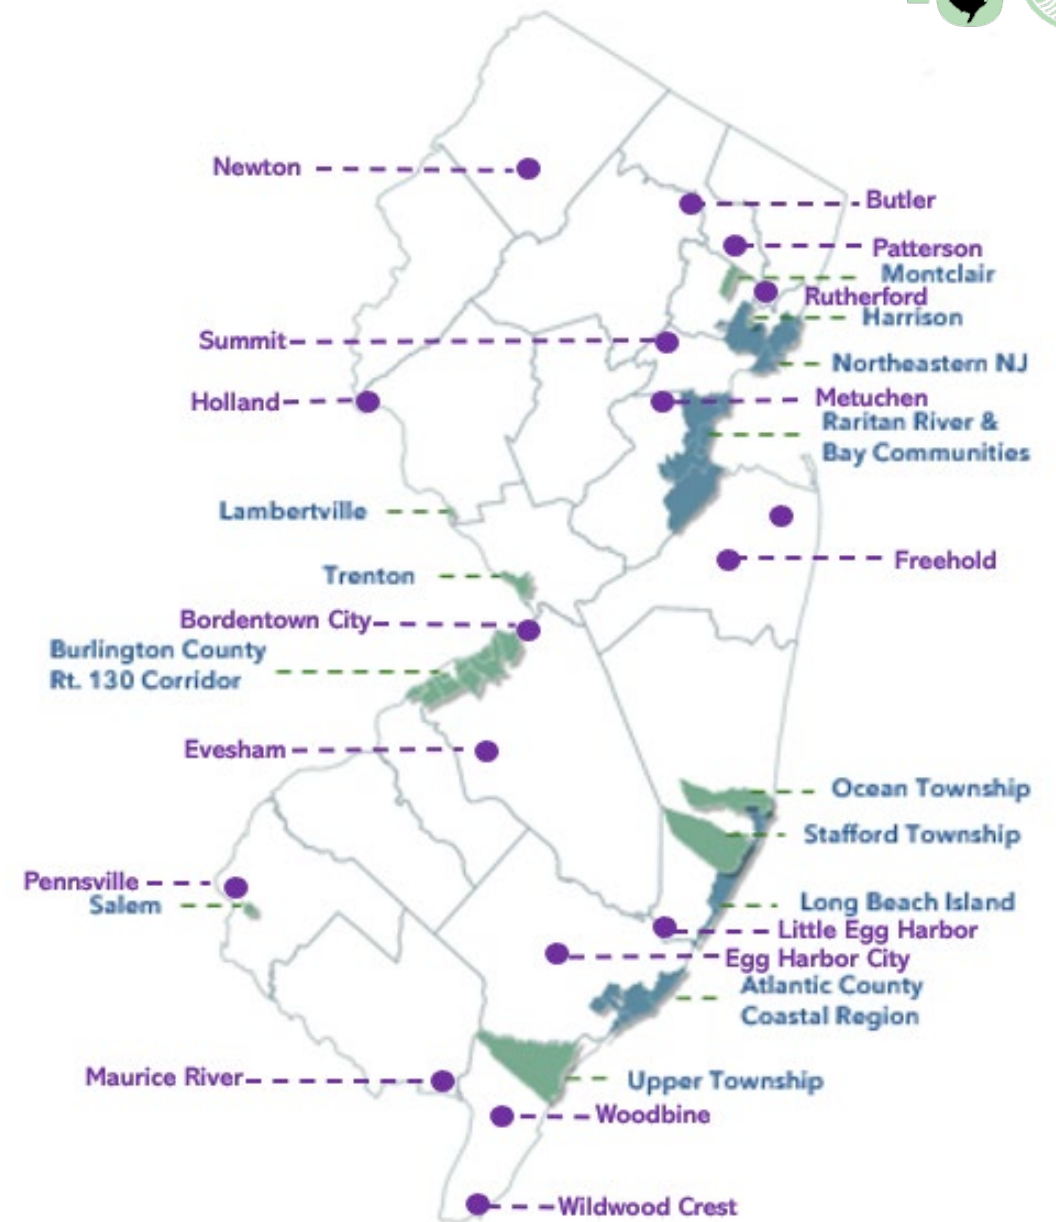 Newton
Butler
Patterson
Montclair
Rutherford
Harrison
Summit
Northeastern NJ
Holland
Metuchen
Raritan River &
Bay Communities
Lambertville
Freehold
Trenton
Bordentown City
Burlington County
Rt. 130 Corridor
Evesham
Ocean Township
Stafford Township
Pennsville
Salem
Long Beach Island
Little Egg Harbor
Egg Harbor City
Atlantic County
Coastal Region
Maurice River
Upper Township
Woodbine
Wildwood Crest